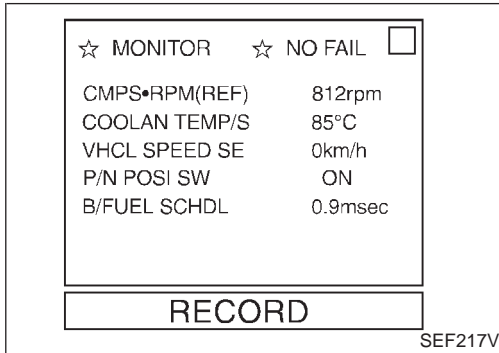 ☆ MONITOR ☆ NO FAIL
CMPS•RPM(REF) 812rpm
COOLAN TEMP/S 85°C
VHCL SPEED SE 0km/h
P/N POSI SW ON
B/FUEL SCHDL 0.9msec
RECORD
SEF217V